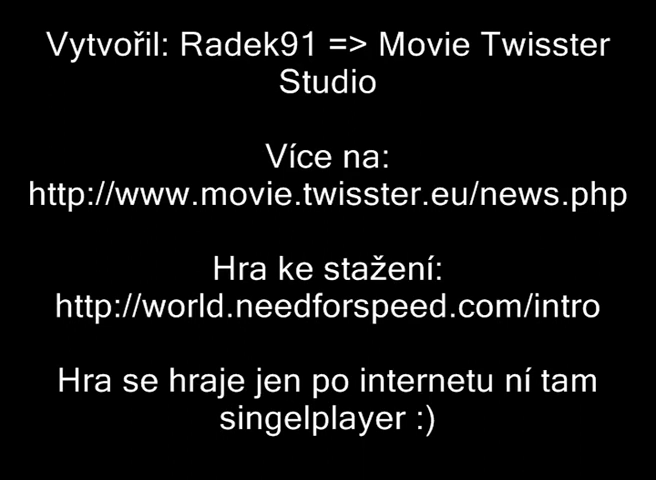 Vytvořil: Radek91 => Movie Twisster
Studio
Více na:
http://www.movie.twisster.eu/news.php
Hra ke stažení:
http://world.needforspeed.com/intro
Hra se hraje jen po internetu ní tam
singelplayer :)